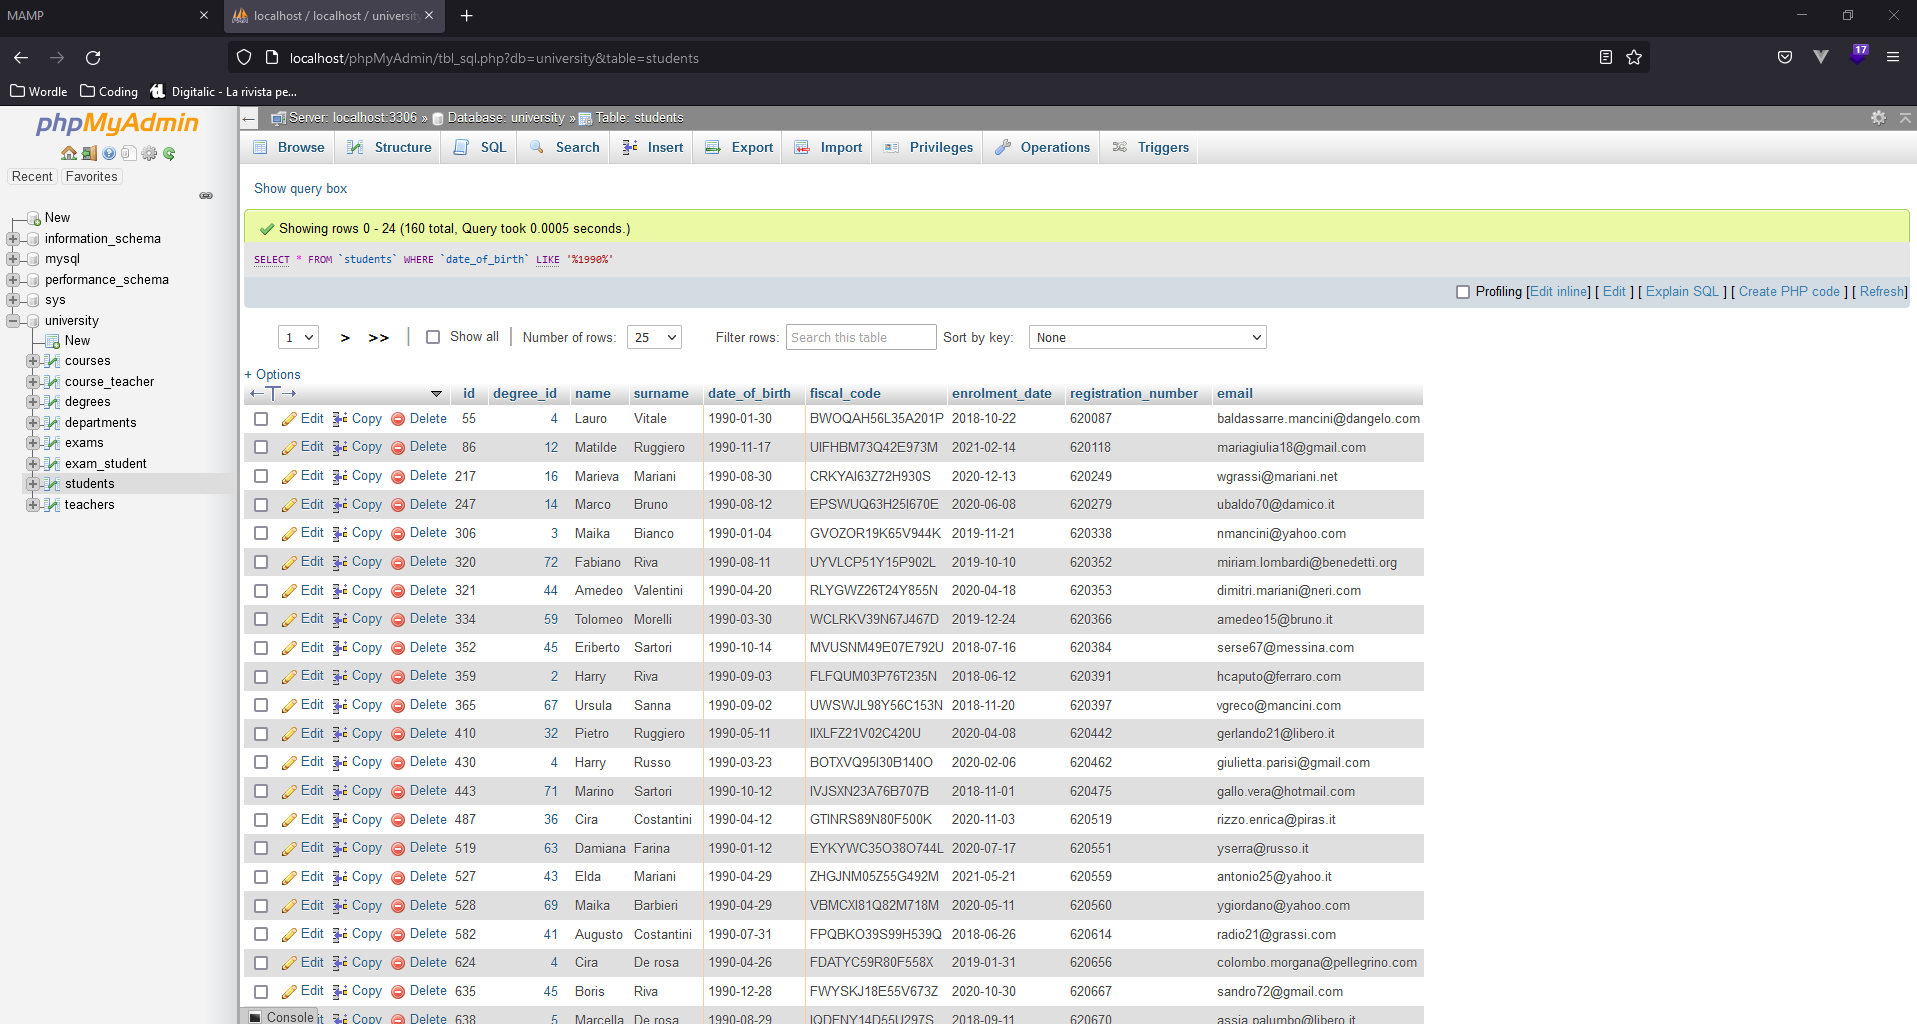 MAMP
localhost / localhost / university
localhost/phpMyAdmin/tbl_sql.php?db=university&table=students
17
Wordle Coding Digitalic - La rivista pe...
phpMyAdmin
Recent Favorites
New
information_schema
mysql
performance_schema
sys
university
New
courses
course_teacher
degrees
departments
exams
exam_student
students
teachers
Server: localhost:3306 » Database: university » Table: students
Browse Structure SQL Search Insert Export Import Privileges Operations Triggers
Show query box
Showing rows 0 - 24 (160 total, Query took 0.0005 seconds.)
SELECT * FROM `students` WHERE `date_of_birth` LIKE '%1990%'
Profiling [Edit inline] [ Edit ] [ Explain SQL ] [ Create PHP code ] [ Refresh]
1 > >> | Show all | Number of rows: 25 Filter rows: Search this table Sort by key: None
+ Options
←T→ id degree_id name surname date_of_birth fiscal_code enrolment_date registration_number email
Edit Copy Delete 55 4 Lauro Vitale 1990-01-30 BWOQAH56L35A201P 2018-10-22 620087 baldassarre.mancini@dangelo.com
Edit Copy Delete 86 12 Matilde Ruggiero 1990-11-17 UIFHBM73Q42E973M 2021-02-14 620118 mariagiulia18@gmail.com
Edit Copy Delete 217 16 Marieva Mariani 1990-08-30 CRKYAI63Z72H930S 2020-12-13 620249 wgrassi@mariani.net
Edit Copy Delete 247 14 Marco Bruno 1990-08-12 EPSWUQ63H25I670E 2020-06-08 620279 ubaldo70@damico.it
Edit Copy Delete 306 3 Maika Bianco 1990-01-04 GVOZOR19K65V944K 2019-11-21 620338 nmancini@yahoo.com
Edit Copy Delete 320 72 Fabiano Riva 1990-08-11 UYVLCP51Y15P902L 2019-10-10 620352 miriam.lombardi@benedetti.org
Edit Copy Delete 321 44 Amedeo Valentini 1990-04-20 RLYGWZ26T24Y855N 2020-04-18 620353 dimitri.mariani@neri.com
Edit Copy Delete 334 59 Tolomeo Morelli 1990-03-30 WCLRKV39N67J467D 2019-12-24 620366 amedeo15@bruno.it
Edit Copy Delete 352 45 Eriberto Sartori 1990-10-14 MVUSNM49E07E792U 2018-07-16 620384 serse67@messina.com
Edit Copy Delete 359 2 Harry Riva 1990-09-03 FLFQUM03P76T235N 2018-06-12 620391 hcaputo@ferraro.com
Edit Copy Delete 365 67 Ursula Sanna 1990-09-02 UWSWJL98Y56C153N 2018-11-20 620397 vgreco@mancini.com
Edit Copy Delete 410 32 Pietro Ruggiero 1990-05-11 IIXLFZ21V02C420U 2020-04-08 620442 gerlando21@libero.it
Edit Copy Delete 430 4 Harry Russo 1990-03-23 BOTXVQ95I30B140O 2020-02-06 620462 giulietta.parisi@gmail.com
Edit Copy Delete 443 71 Marino Sartori 1990-10-12 IVJSXN23A76B707B 2018-11-01 620475 gallo.vera@hotmail.com
Edit Copy Delete 487 36 Cira Costantini 1990-04-12 GTINRS89N80F500K 2020-11-03 620519 rizzo.enrica@piras.it
Edit Copy Delete 519 63 Damiana Farina 1990-01-12 EYKYWC35O38O744L 2020-07-17 620551 yserra@russo.it
Edit Copy Delete 527 43 Elda Mariani 1990-04-29 ZHGJNM05Z55G492M 2021-05-21 620559 antonio25@yahoo.it
Edit Copy Delete 528 69 Maika Barbieri 1990-04-29 VBMCXI81Q82M718M 2020-05-11 620560 ygiordano@yahoo.com
Edit Copy Delete 582 41 Augusto Costantini 1990-07-31 FPQBKO39S99H539Q 2018-06-26 620614 radio21@grassi.com
Edit Copy Delete 624 4 Cira De rosa 1990-04-26 FDATYC59R80F558X 2019-01-31 620656 colombo.morgana@pellegrino.com
Edit Copy Delete 635 45 Boris Riva 1990-12-28 FWYSKJ18E55V673Z 2020-10-30 620667 sandro72@gmail.com
Console Copy Delete 638 5 Marcella De rosa 1990-08-29 IQDENY14D55U297S 2018-09-11 620670 assia.palumbo@libero.it